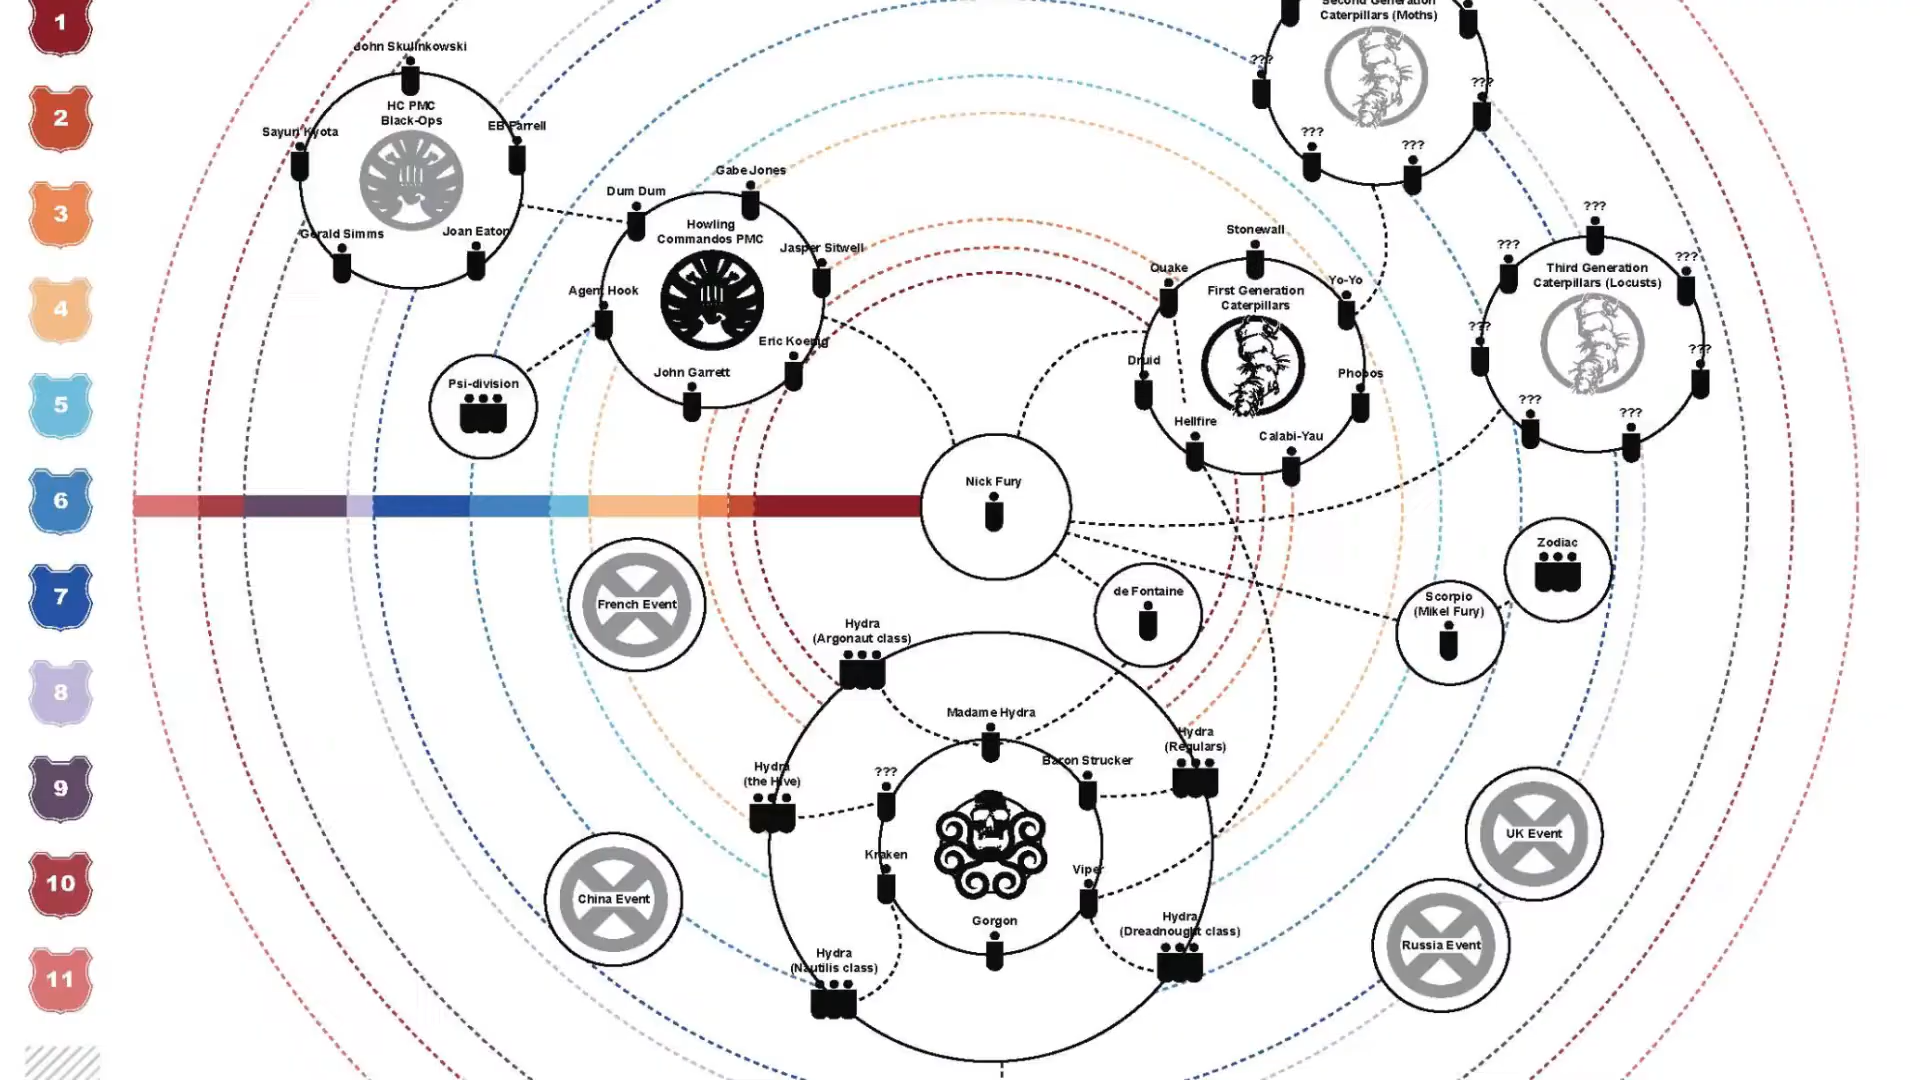 1
2
3
4
5
6
7
8
9
10
11
John Skulinkowski
HC PMC
Black-Ops
Sayuri Kyota
EB Farrell
Gerald Simms
Joan Eaton
Dum Dum
Gabe Jones
Howling
Commandos PMC
Jasper Sitwell
Agent Hook
Eric Koenig
John Garrett
Psi-division
Second Generation
Caterpillars (Moths)
???
???
???
???
Stonewall
Quake
Yo-Yo
First Generation
Caterpillars
Druid
Phobos
Hellfire
Calabi-Yau
???
???
???
Third Generation
Caterpillars (Locusts)
???
???
???
???
Nick Fury
de Fontaine
Zodiac
Scorpio
(Mikel Fury)
French Event
China Event
UK Event
Russia Event
Hydra
(Argonaut class)
Madame Hydra
Hydra
(Regulars)
Baron Strucker
???
Hydra
(the Hive)
Kraken
Viper
Gorgon
Hydra
(Dreadnought class)
Hydra
(Nautilis class)